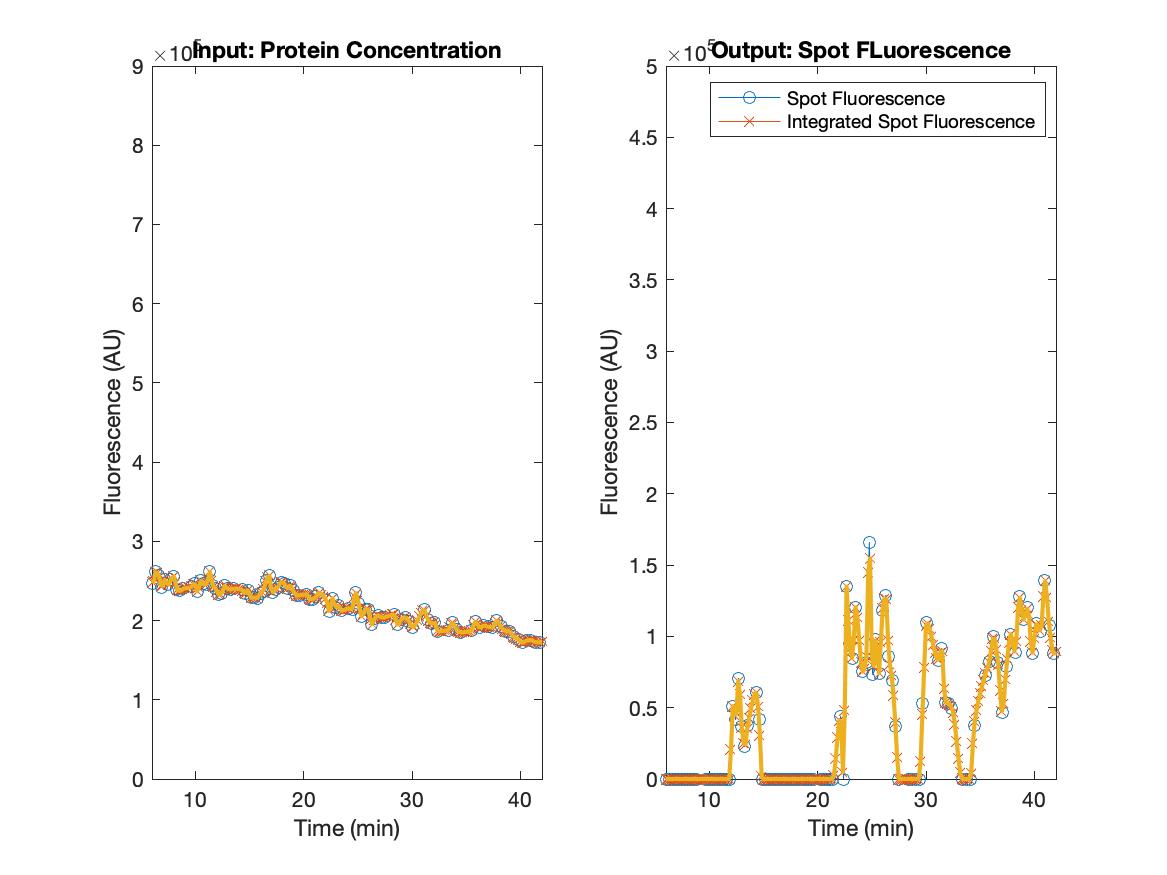 ×10⁵ Input: Protein Concentration
9
8
7
6
5
4
3
2
1
0
Fluorescence (AU)
10 20 30 40
Time (min)
×10⁵ Output: Spot FLuorescence
Spot Fluorescence
Integrated Spot Fluorescence
5
4.5
4
3.5
3
2.5
2
1.5
1
0.5
0
Fluorescence (AU)
10 20 30 40
Time (min)